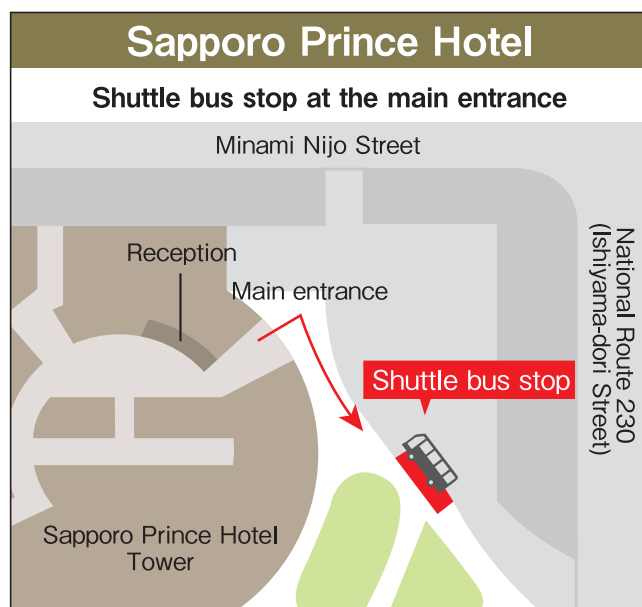 Sapporo Prince Hotel
Shuttle bus stop at the main entrance
Minami Nijo Street
National Route 230
(Ishiyama-dori Street)
Reception
Main entrance
Shuttle bus stop
Sapporo Prince Hotel
Tower